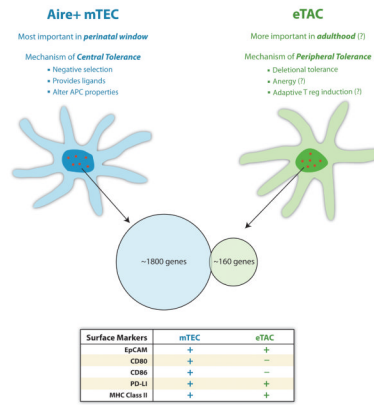 Aire+ mTEC
Most important in perinatal window
Mechanism of Central Tolerance
• Negative selection
• Provides ligands
• Alter APC properties
eTAC
More important in adulthood (?)
Mechanism of Peripheral Tolerance
• Deletional tolerance
• Anergy (?)
• Adaptive T reg induction (?)
~1800 genes
~160 genes
Surface Markers mTEC eTAC
EpCAM + +
CD80 + −
CD86 + −
PD-LI + +
MHC Class II + +